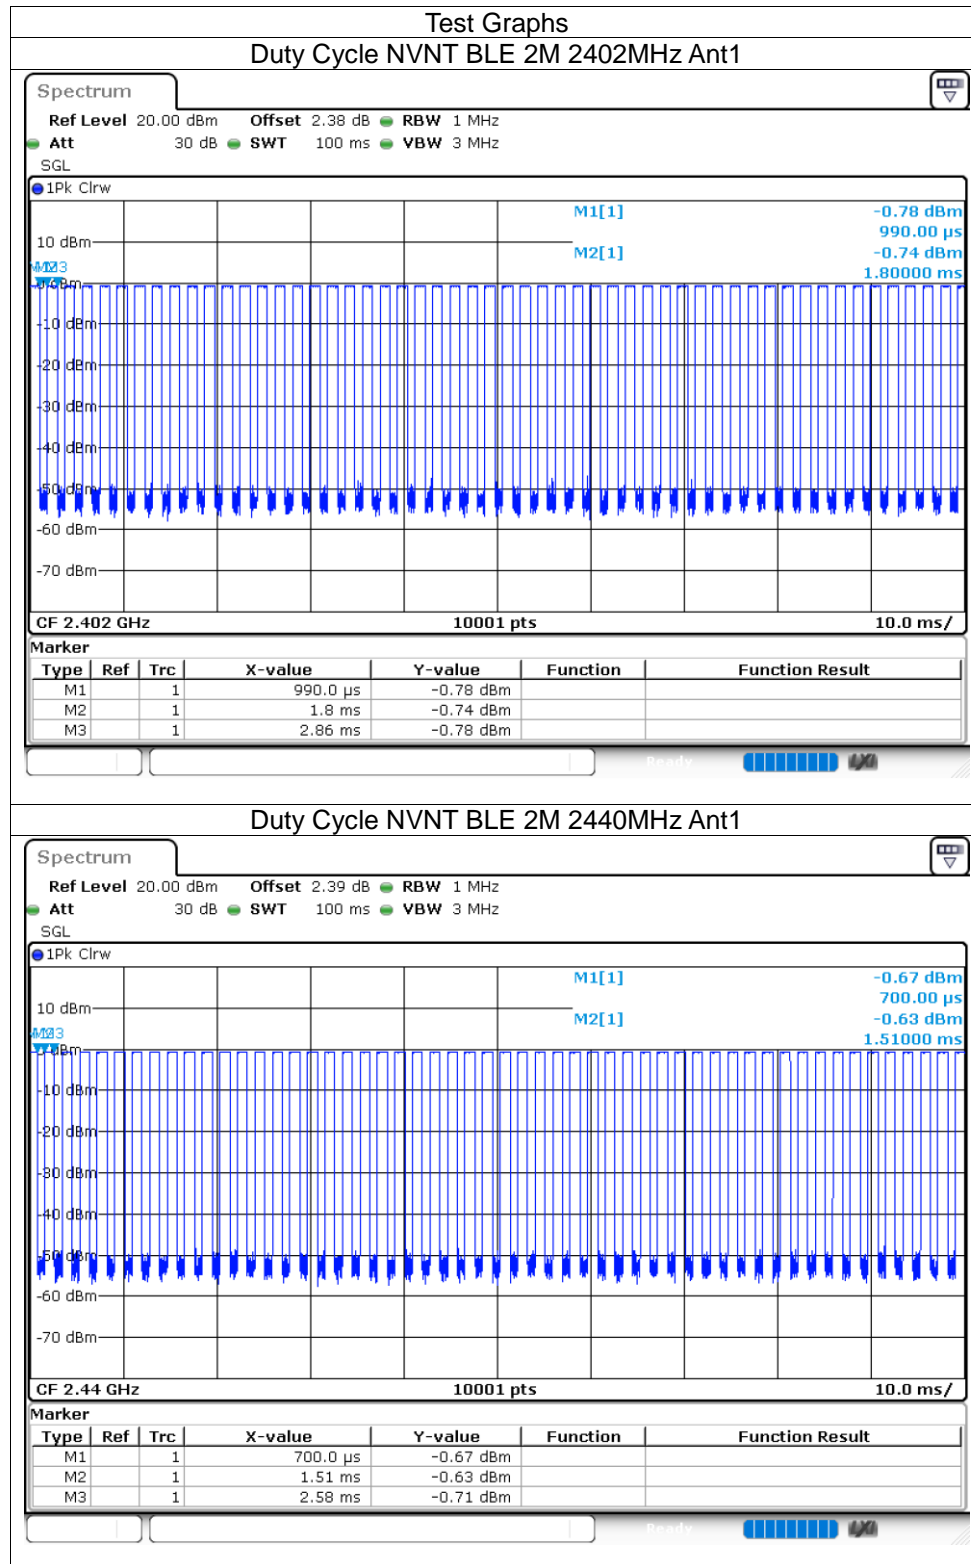 Test Graphs
Duty Cycle NVNT BLE 2M 2402MHz Ant1
Spectrum
Ref Level 20.00 dBm Offset 2.38 dB RBW 1 MHz
Att 30 dB SWT 100 ms VBW 3 MHz
SGL
1Pk Clrw
M1[1] -0.78 dBm
990.00 µs
10 dBm
M2[1] -0.74 dBm
1.80000 ms
M3
-10 dBm
-20 dBm
-30 dBm
-40 dBm
-50 dBm
-60 dBm
-70 dBm
CF 2.402 GHz 10001 pts 10.0 ms/
Marker
Type Ref Trc X-value Y-value Function Function Result
M1 1 990.0 µs -0.78 dBm
M2 1 1.8 ms -0.74 dBm
M3 1 2.86 ms -0.78 dBm
Ready
Duty Cycle NVNT BLE 2M 2440MHz Ant1
Spectrum
Ref Level 20.00 dBm Offset 2.39 dB RBW 1 MHz
Att 30 dB SWT 100 ms VBW 3 MHz
SGL
1Pk Clrw
M1[1] -0.67 dBm
700.00 µs
10 dBm
M2[1] -0.63 dBm
1.51000 ms
M3
-10 dBm
-20 dBm
-30 dBm
-40 dBm
-50 dBm
-60 dBm
-70 dBm
CF 2.44 GHz 10001 pts 10.0 ms/
Marker
Type Ref Trc X-value Y-value Function Function Result
M1 1 700.0 µs -0.67 dBm
M2 1 1.51 ms -0.63 dBm
M3 1 2.58 ms -0.71 dBm
Ready